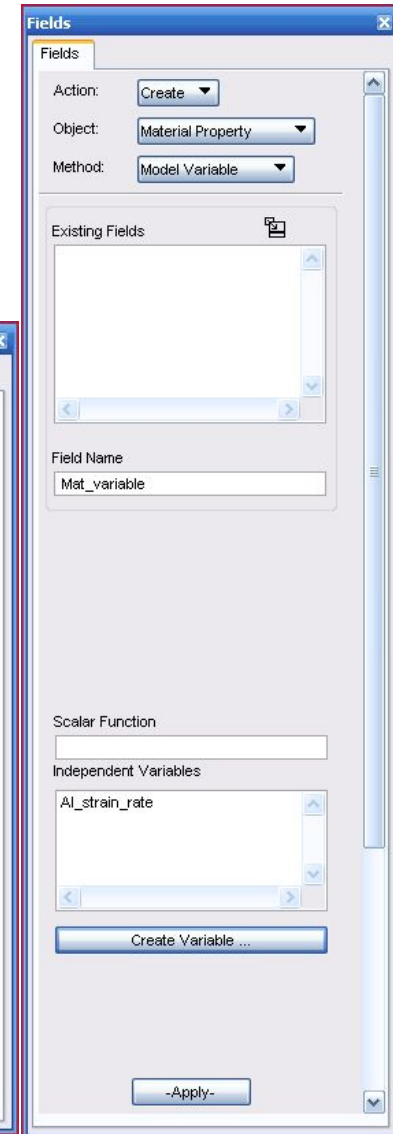 Fields
Fields
Action: Create
Object: Material Property
Method: Model Variable
Existing Fields
Field Name
Mat_variable
Scalar Function
Independent Variables
Al_strain_rate
Create Variable ...
-Apply-